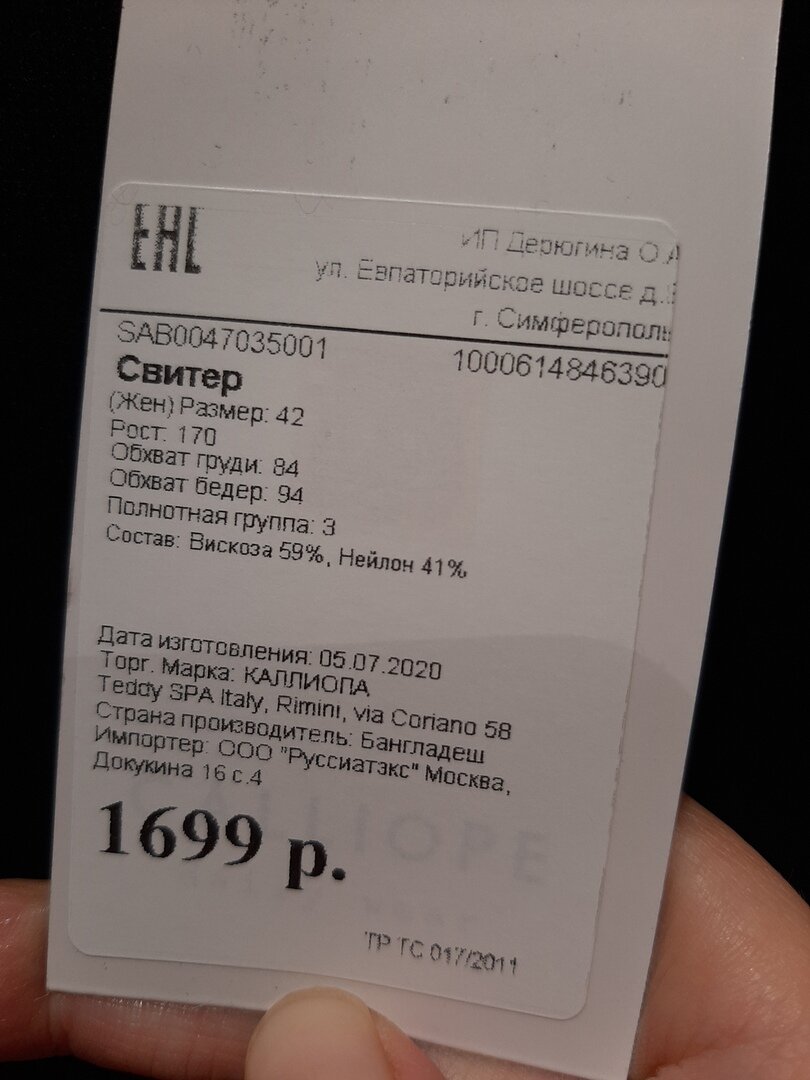 EAC
ИП Дерюгина О.А
ул. Евпаторийское шоссе д.
г. Симферополь
SAB0047035001
1000614846390
Свитер
(Жен) Размер: 42
Рост: 170
Обхват груди: 84
Обхват бедер: 94
Полнотная группа: 3
Состав: Вискоза 59%, Нейлон 41%
Дата изготовления: 05.07.2020
Торг. Марка: КАЛЛИОПА
Teddy SPA Italy, Rimini, via Coriano 58
Страна производитель: Бангладеш
Импортер: ООО "Руссиатэкс" Москва,
Докукина 16 с.4
1699 р.
CALLIOPE
ТР ТС 017/2011